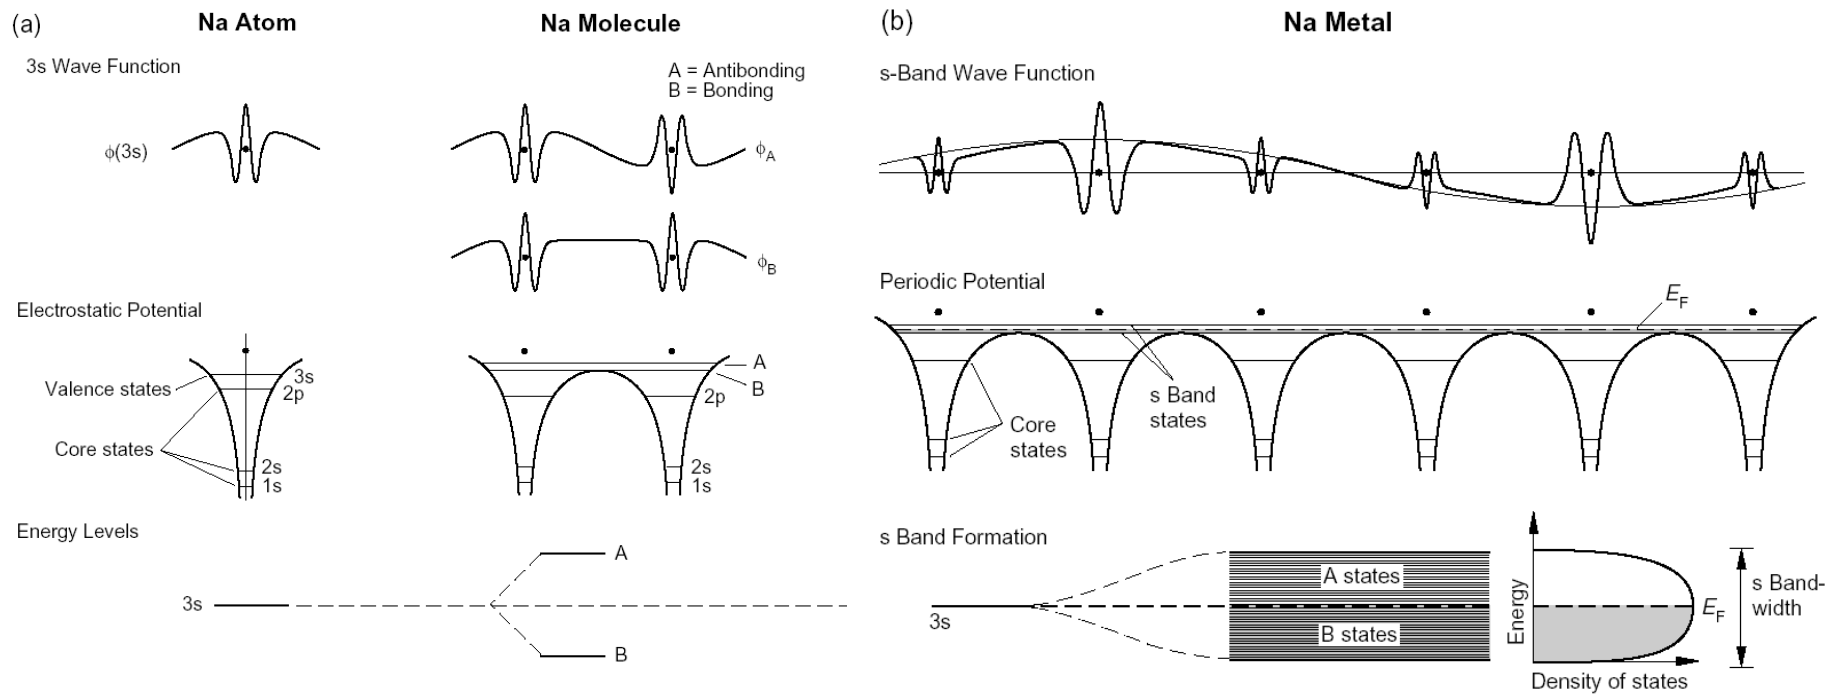 (a)
Na Atom
Na Molecule
3s Wave Function
A = Antibonding
B = Bonding
ϕ(3s)
ϕA
ϕB
Electrostatic Potential
Valence states
3s
2p
Core states
2s
1s
A
B
2p
2s
1s
Energy Levels
3s
A
B
(b)
Na Metal
s-Band Wave Function
Periodic Potential
EF
Core
states
s Band
states
s Band Formation
3s
A states
B states
Energy
EF
s Band-
width
Density of states